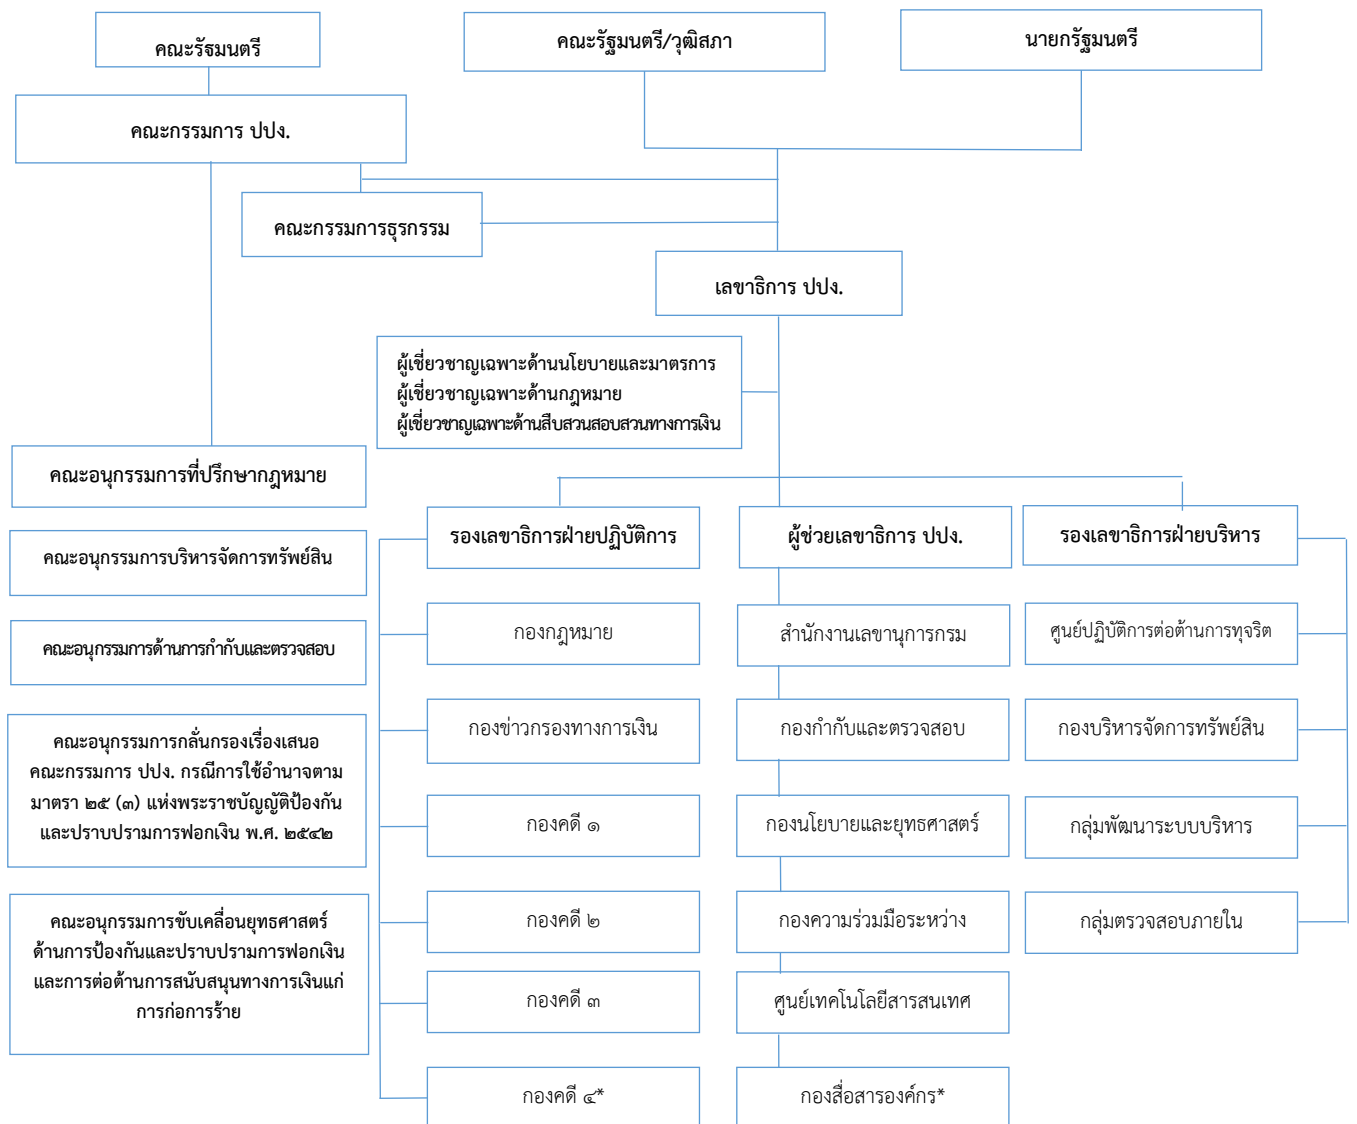 คณะรัฐมนตรี
คณะรัฐมนตรี/วุฒิสภา
นายกรัฐมนตรี
คณะกรรมการ ปปง.
คณะกรรมการธุรกรรม
เลขาธิการ ปปง.
ผู้เชี่ยวชาญเฉพาะด้านนโยบายและมาตรการ
ผู้เชี่ยวชาญเฉพาะด้านกฎหมาย
ผู้เชี่ยวชาญเฉพาะด้านสืบสวนสอบสวนทางการเงิน
คณะอนุกรรมการที่ปรึกษากฎหมาย
คณะอนุกรรมการบริหารจัดการทรัพย์สิน
คณะอนุกรรมการด้านการกำกับและตรวจสอบ
คณะอนุกรรมการกลั่นกรองเรื่องเสนอ
คณะกรรมการ ปปง. กรณีการใช้อำนาจตาม
มาตรา ๒๕ (๓) แห่งพระราชบัญญัติป้องกัน
และปราบปรามการฟอกเงิน พ.ศ. ๒๕๔๒
คณะอนุกรรมการขับเคลื่อนยุทธศาสตร์
ด้านการป้องกันและปราบปรามการฟอกเงิน
และการต่อต้านการสนับสนุนทางการเงินแก่
การก่อการร้าย
รองเลขาธิการฝ่ายปฏิบัติการ
กองกฎหมาย
กองข่าวกรองทางการเงิน
กองคดี ๑
กองคดี ๒
กองคดี ๓
กองคดี ๔*
ผู้ช่วยเลขาธิการ ปปง.
สำนักงานเลขานุการกรม
กองกำกับและตรวจสอบ
กองนโยบายและยุทธศาสตร์
กองความร่วมมือระหว่าง
ศูนย์เทคโนโลยีสารสนเทศ
กองสื่อสารองค์กร*
รองเลขาธิการฝ่ายบริหาร
ศูนย์ปฏิบัติการต่อต้านการทุจริต
กองบริหารจัดการทรัพย์สิน
กลุ่มพัฒนาระบบบริหาร
กลุ่มตรวจสอบภายใน